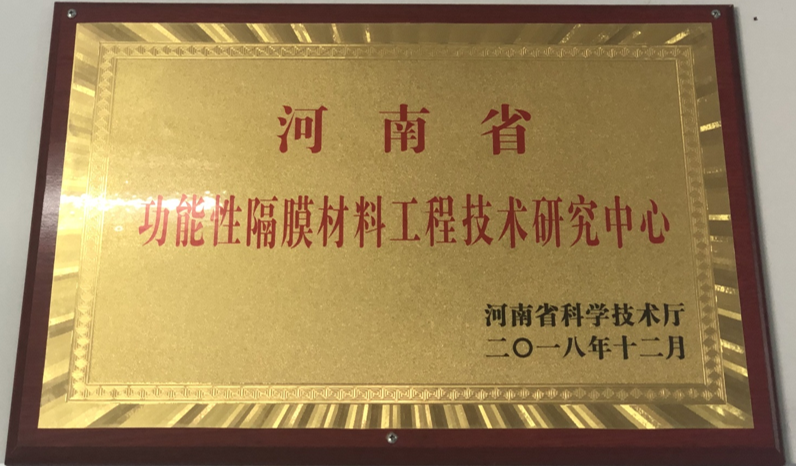 河南省
功能性隔膜材料工程技术研究中心
河南省科学技术厅
二〇一八年十二月